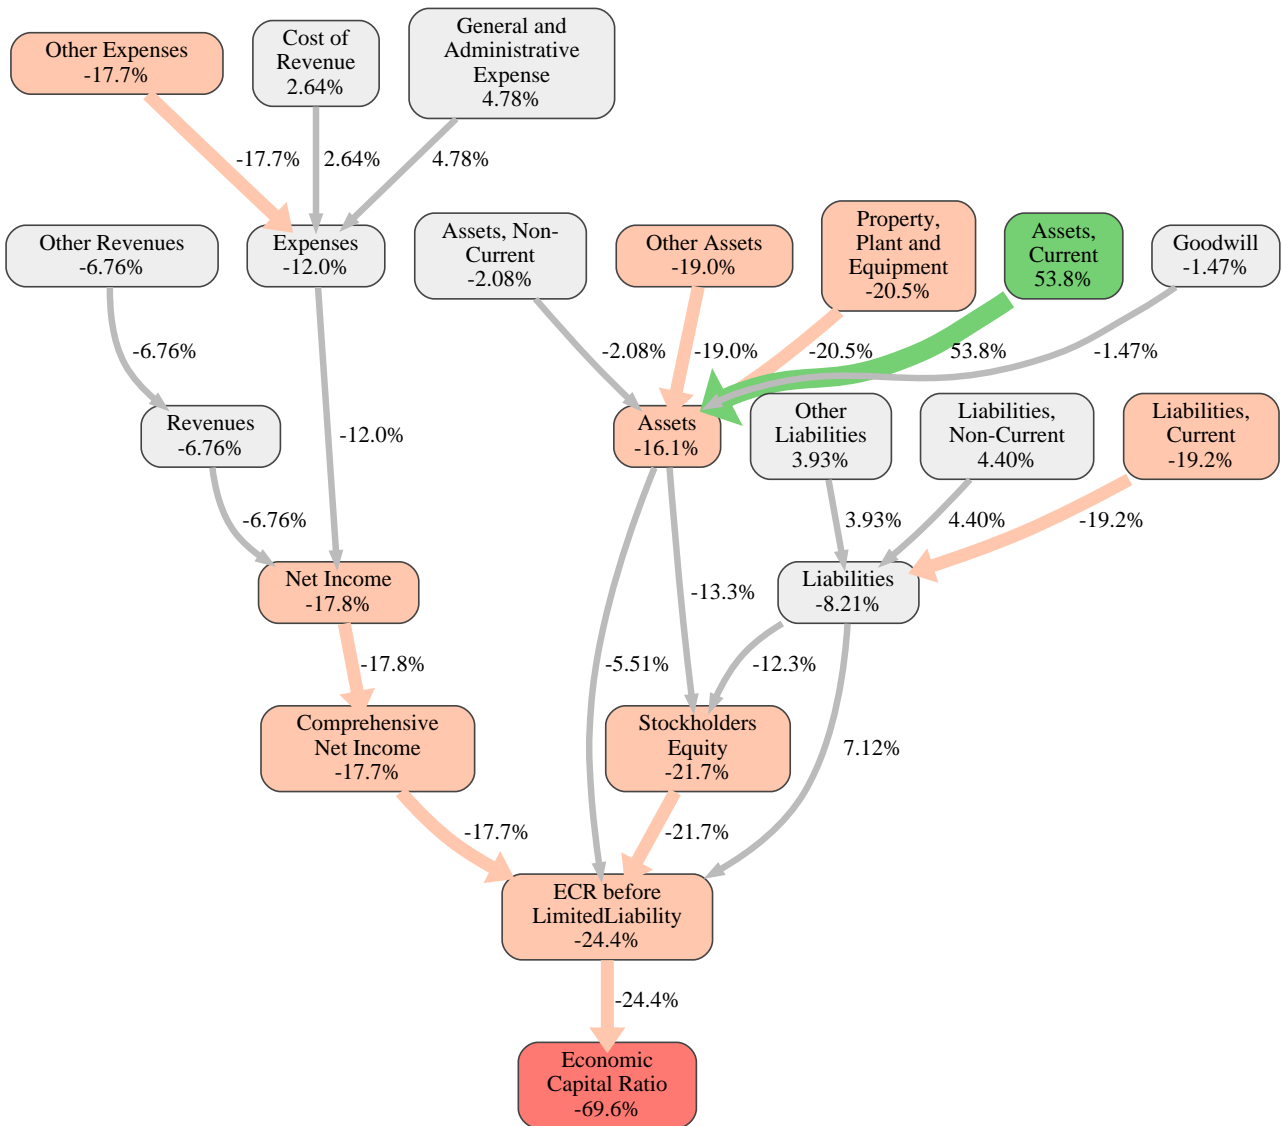 Other Expenses
-17.7%
Cost of
Revenue
2.64%
General and
Administrative
Expense
4.78%
-17.7%
2.64%
4.78%
Other Revenues
-6.76%
Expenses
-12.0%
Assets, Non-
Current
-2.08%
Other Assets
-19.0%
Property,
Plant and
Equipment
-20.5%
Assets,
Current
53.8%
Goodwill
-1.47%
-6.76%
-2.08%
-19.0%
-20.5%
53.8%
-1.47%
Revenues
-6.76%
-12.0%
Assets
-16.1%
Other
Liabilities
3.93%
Liabilities,
Non-Current
4.40%
Liabilities,
Current
-19.2%
-6.76%
3.93%
4.40%
-19.2%
Net Income
-17.8%
-13.3%
Liabilities
-8.21%
-17.8%
-5.51%
-12.3%
Comprehensive
Net Income
-17.7%
Stockholders
Equity
-21.7%
7.12%
-17.7%
-21.7%
ECR before
LimitedLiability
-24.4%
-24.4%
Economic
Capital Ratio
-69.6%